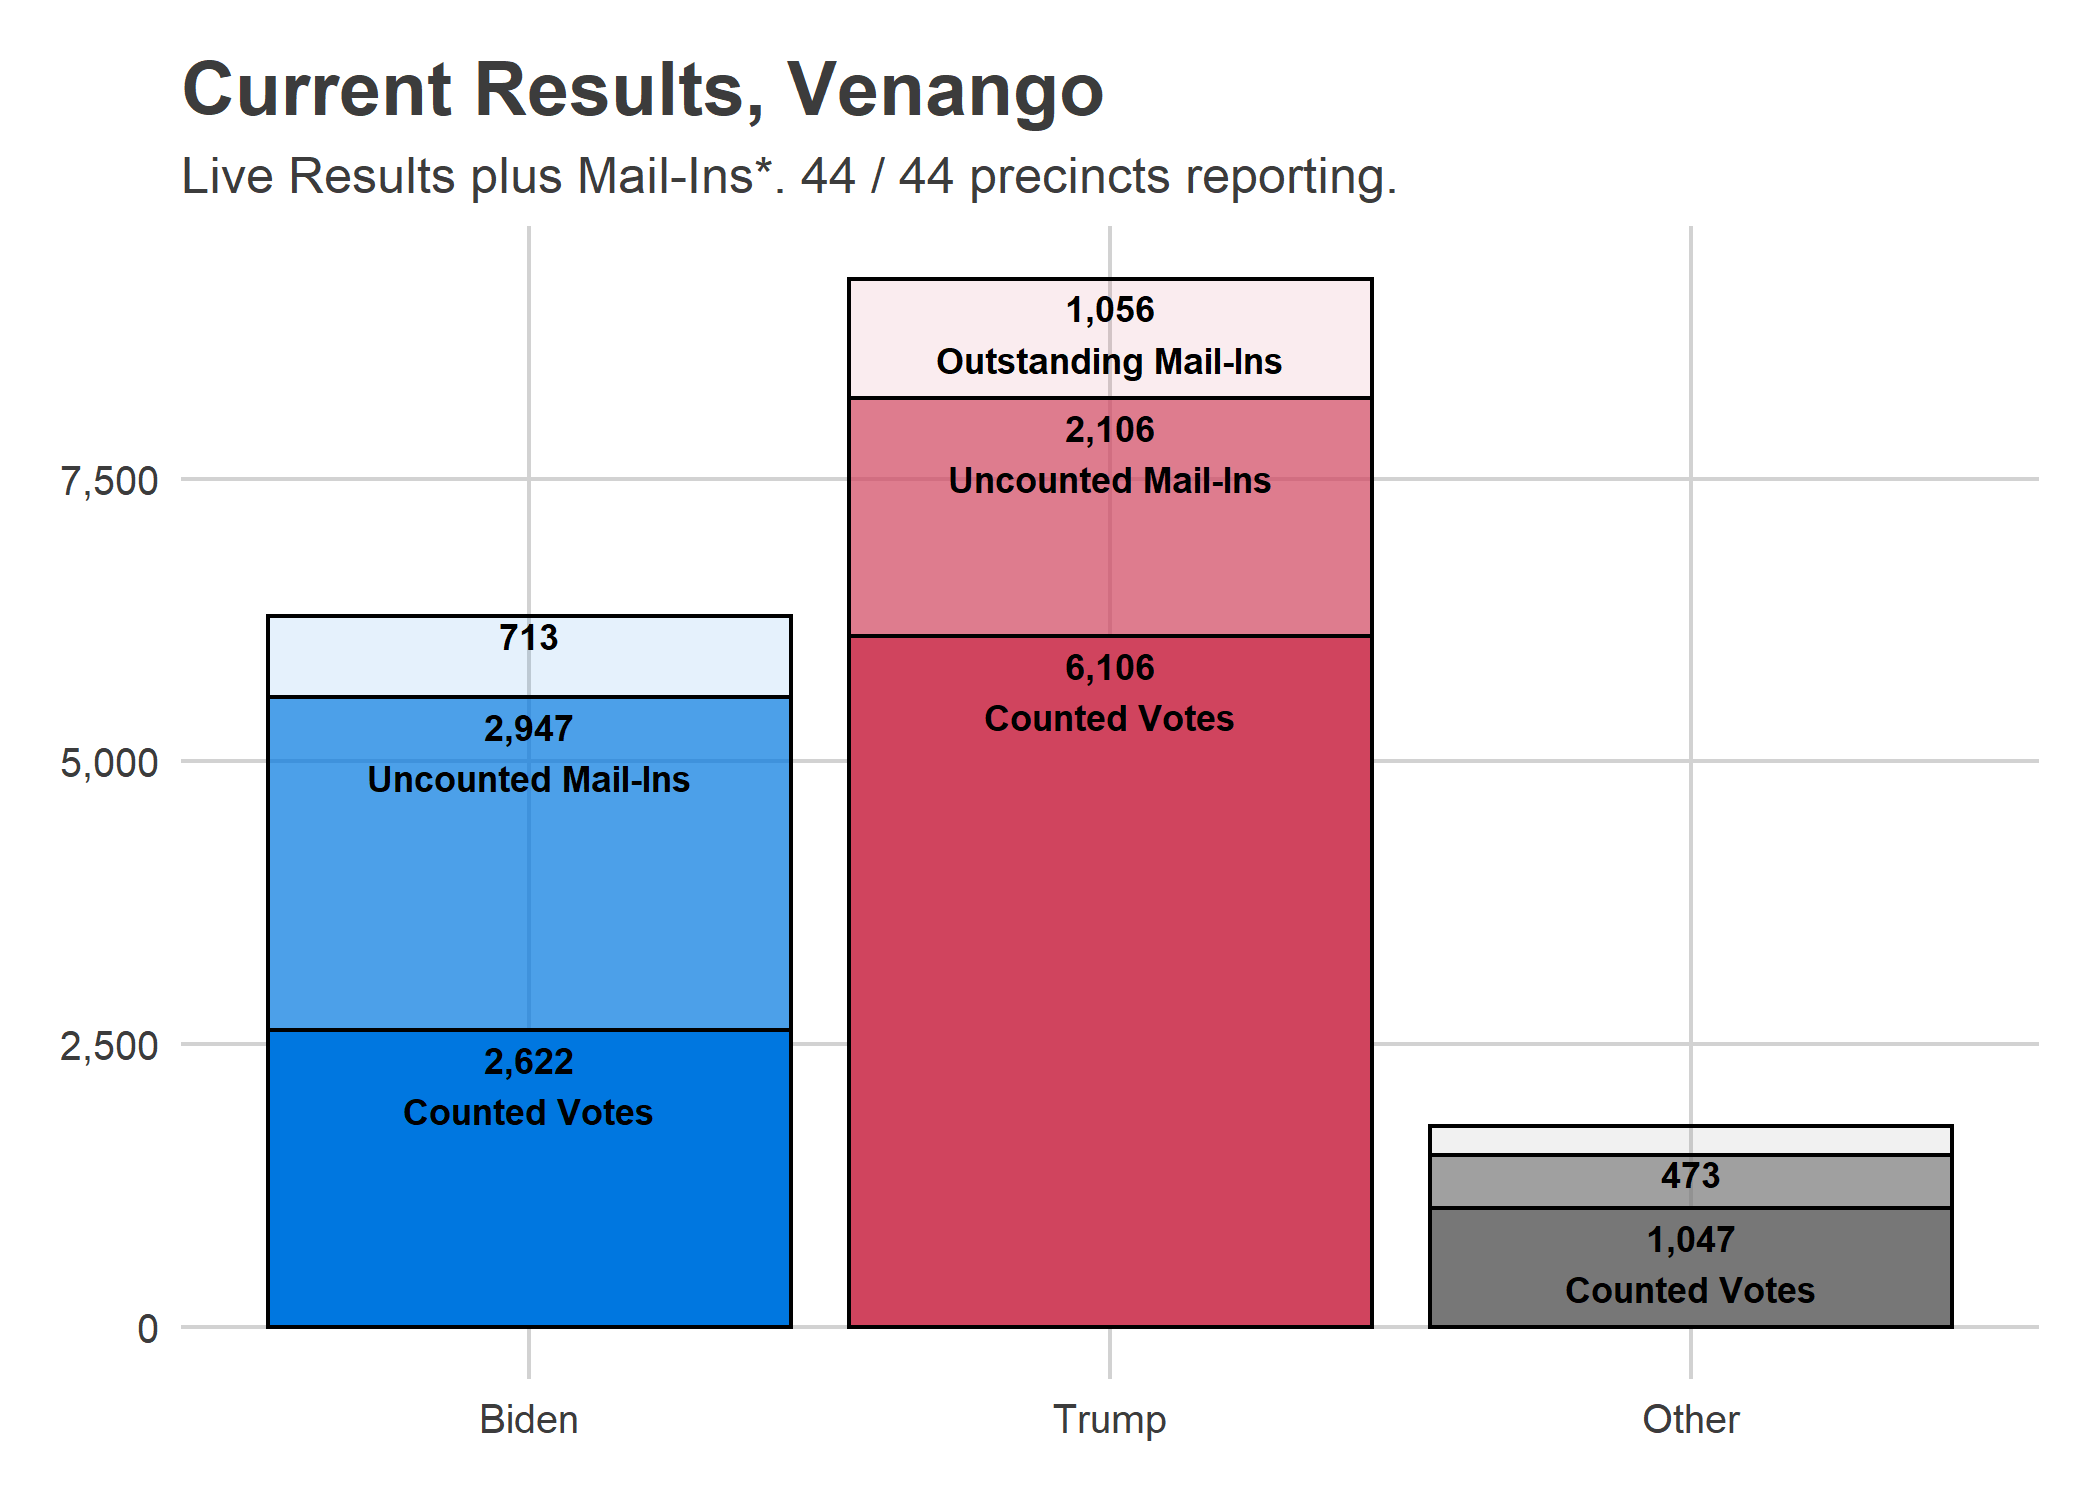 Current Results, Venango
Live Results plus Mail-Ins*. 44 / 44 precincts reporting.
1,056
Outstanding Mail-Ins
2,106
Uncounted Mail-Ins
7,500
713
6,106
Counted Votes
2,947
Uncounted Mail-Ins
5,000
2,622
Counted Votes
2,500
473
1,047
Counted Votes
0
Biden
Trump
Other